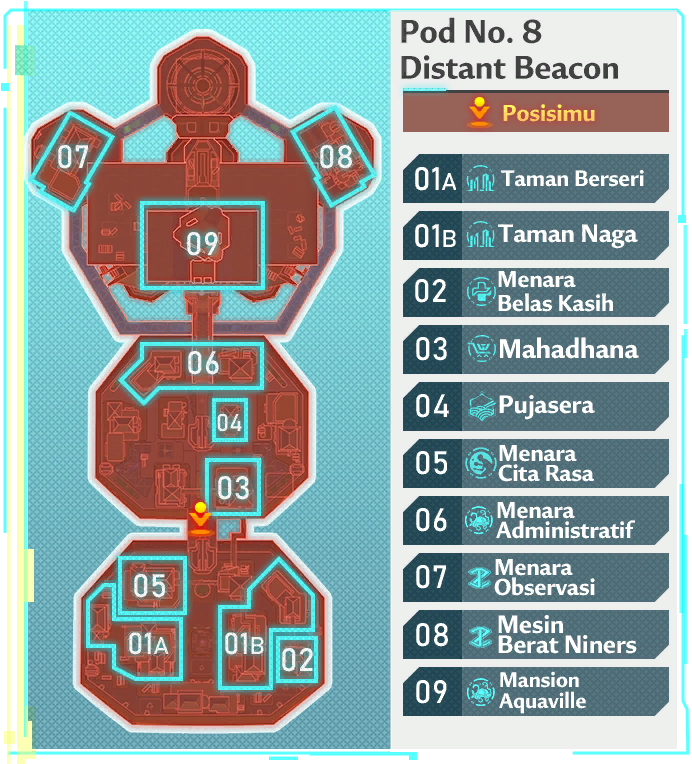 Pod No. 8
Distant Beacon
Posisimu
07
08
09
06
04
03
05
01A
01B
02
01A Taman Berseri
01B Taman Naga
02 Menara
Belas Kasih
03 Mahadhana
04 Pujasera
05 Menara
Cita Rasa
06 Menara
Administratif
07 Menara
Observasi
08 Mesin
Berat Niners
09 Mansion
Aquaville